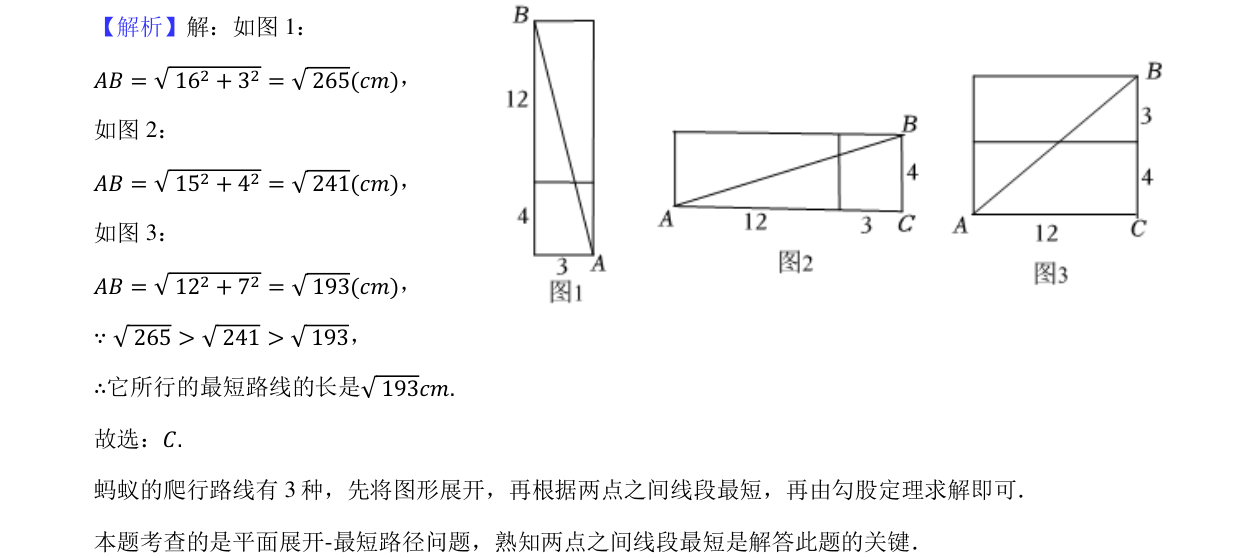 【解析】解：如图 1：
AB = √16² + 3² = √265(cm)，
如图 2：
AB = √15² + 4² = √241(cm)，
如图 3：
AB = √12² + 7² = √193(cm)，
∵ √265 > √241 > √193，
∴它所行的最短路线的长是√193cm.
故选：C.
蚂蚁的爬行路线有 3 种，先将图形展开，再根据两点之间线段最短，再由勾股定理求解即可．
本题考查的是平面展开-最短路径问题，熟知两点之间线段最短是解答此题的关键．
B
12
4
3 A
图1
B
4
A 12 3 C
图2
B
3
4
A 12 C
图3